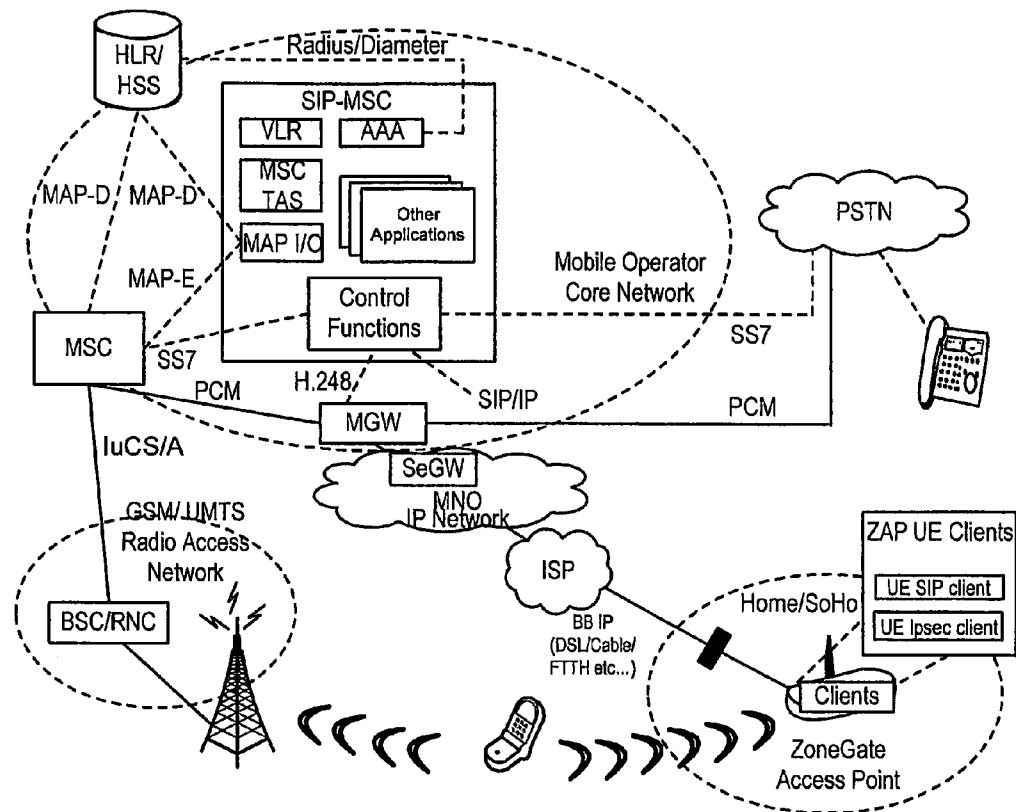 HLR/
HSS
Radius/Diameter
SIP-MSC
VLR
AAA
MSC
TAS
Other
Applications
MAP I/O
MAP-D
MAP-D
MAP-E
Control
Functions
Mobile Operator
Core Network
PSTN
MSC
SS7
SS7
H.248
SIP/IP
PCM
PCM
MGW
IuCS/A
SeGW
MNO
IP Network
GSM/UMTS
Radio Access
Network
ISP
ZAP UE Clients
UE SIP client
UE Ipsec client
Home/SoHo
BSC/RNC
BB IP
(DSL/Cable/
FTTH etc...)
Clients
ZoneGate
Access Point